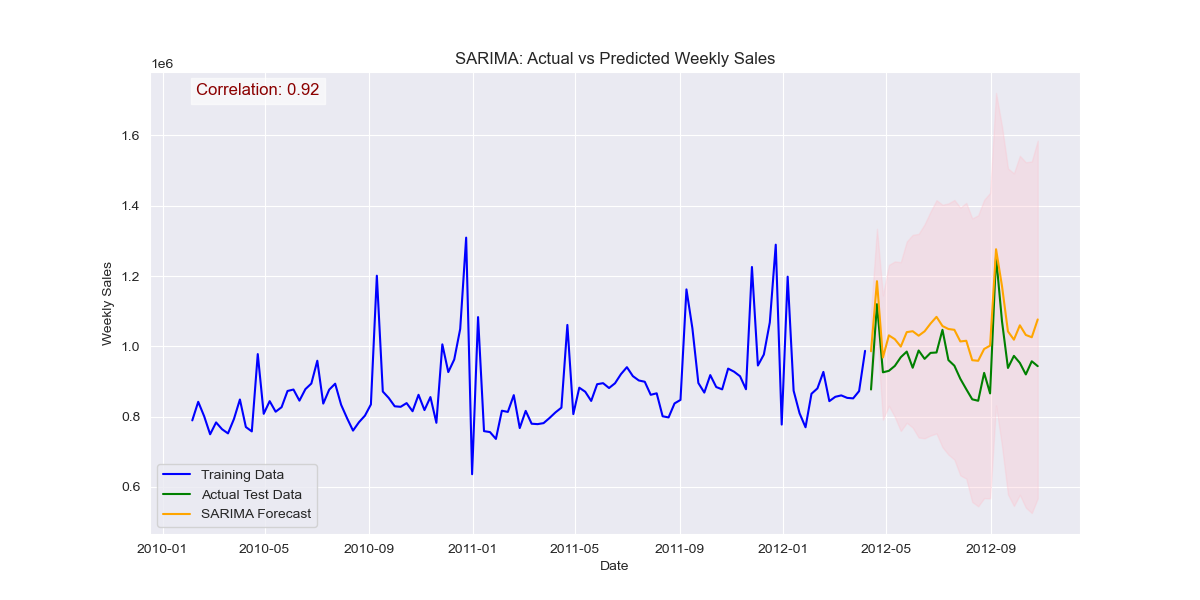 SARIMA: Actual vs Predicted Weekly Sales
1e6
Correlation: 0.92
1.6
1.4
1.2
1.0
0.8
0.6
Weekly Sales
Training Data
Actual Test Data
SARIMA Forecast
2010-01 2010-05 2010-09 2011-01 2011-05 2011-09 2012-01 2012-05 2012-09
Date